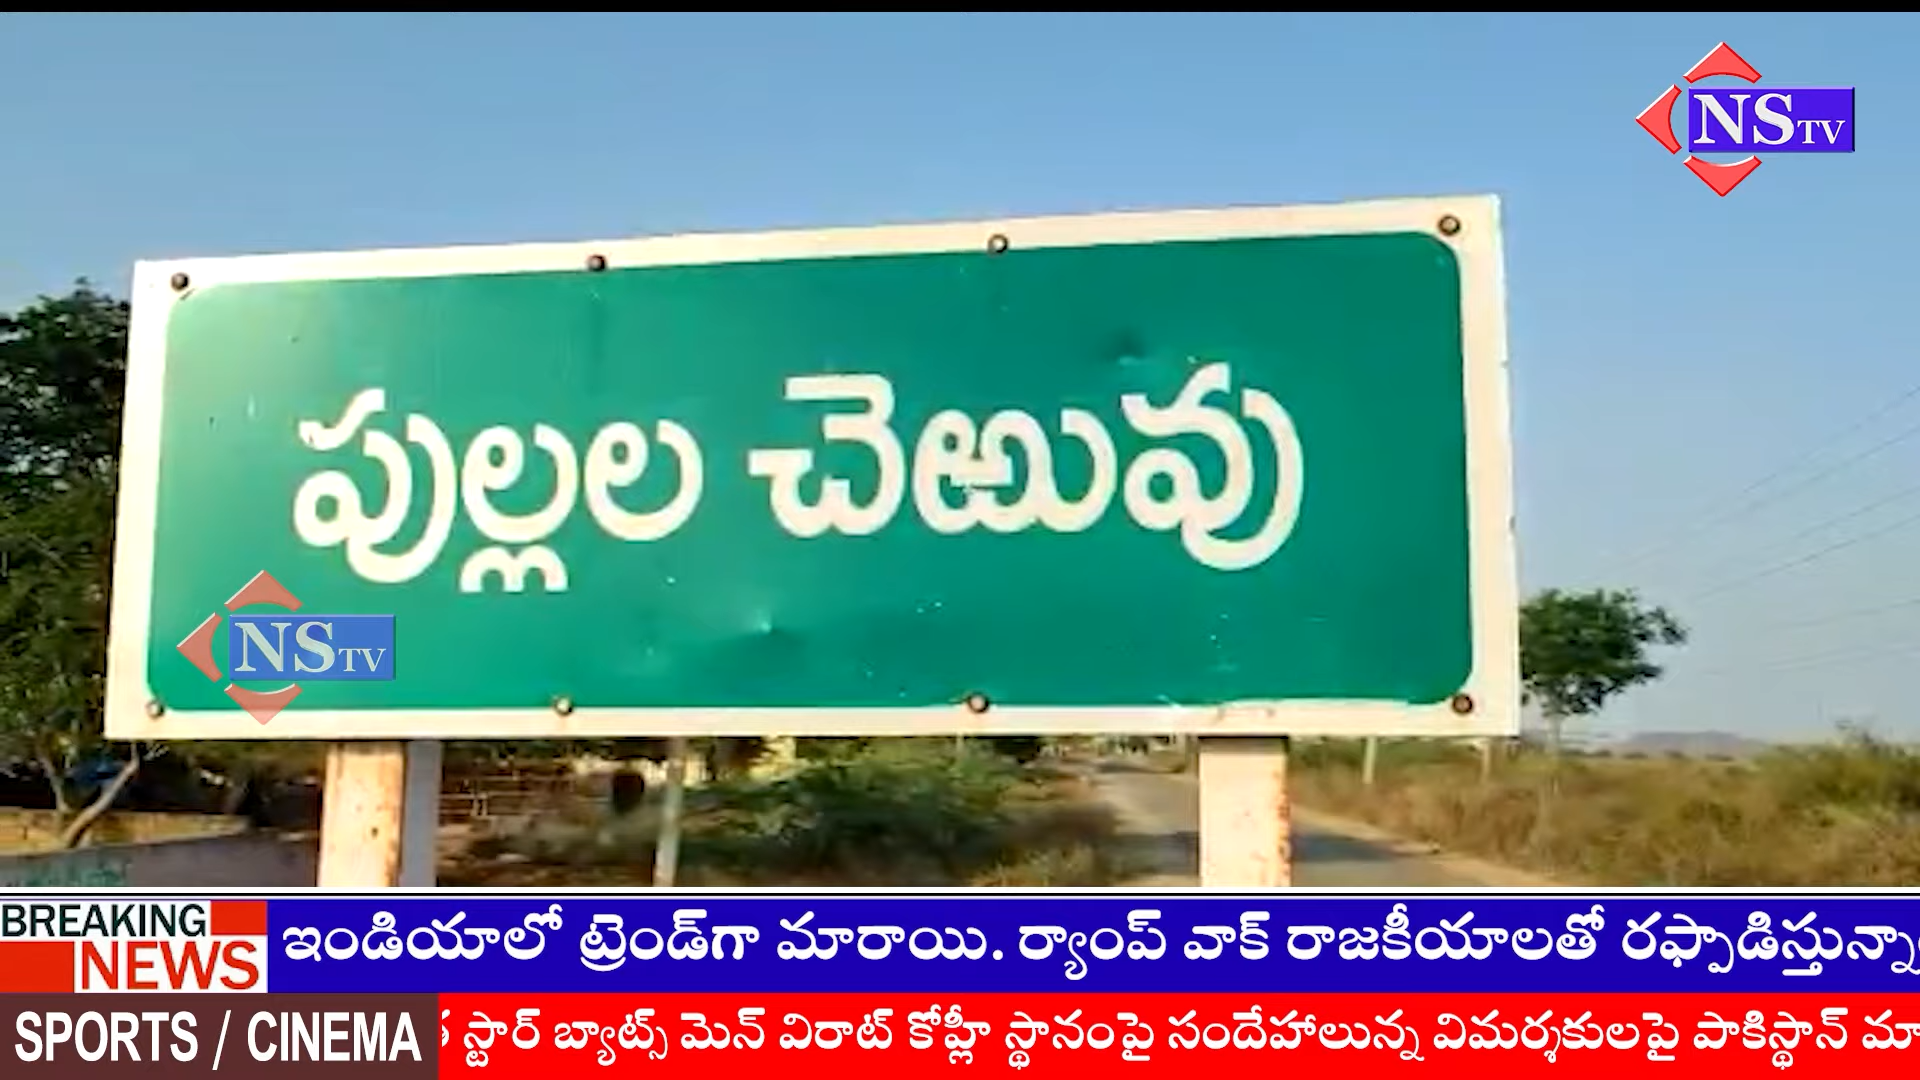 NSTV
పుల్లల చెఱువు
NSTV
BREAKING
NEWS
ఇండియాలో ట్రెండ్‌గా మారాయి. ర్యాంప్ వాక్ రాజకీయాలతో రఫ్పాడిస్తున్నా
SPORTS / CINEMA
స్టార్ బ్యాట్స్ మెన్ విరాట్ కోహ్లీ స్థానంపై సందేహాలున్న విమర్శకులపై పాకిస్థాన్ మా